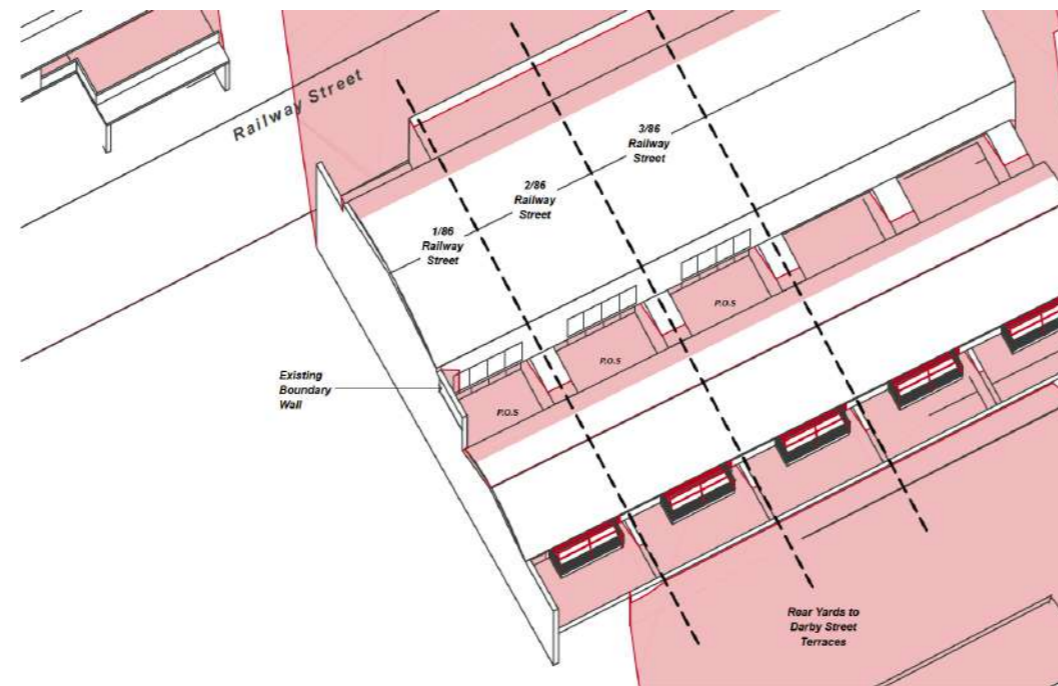 Railway Street
3/86
Railway
Street
2/86
Railway
Street
1/86
Railway
Street
P.O.S
P.O.S
P.O.S
Existing
Boundary
Wall
Rear Yards to
Darby Street
Terraces